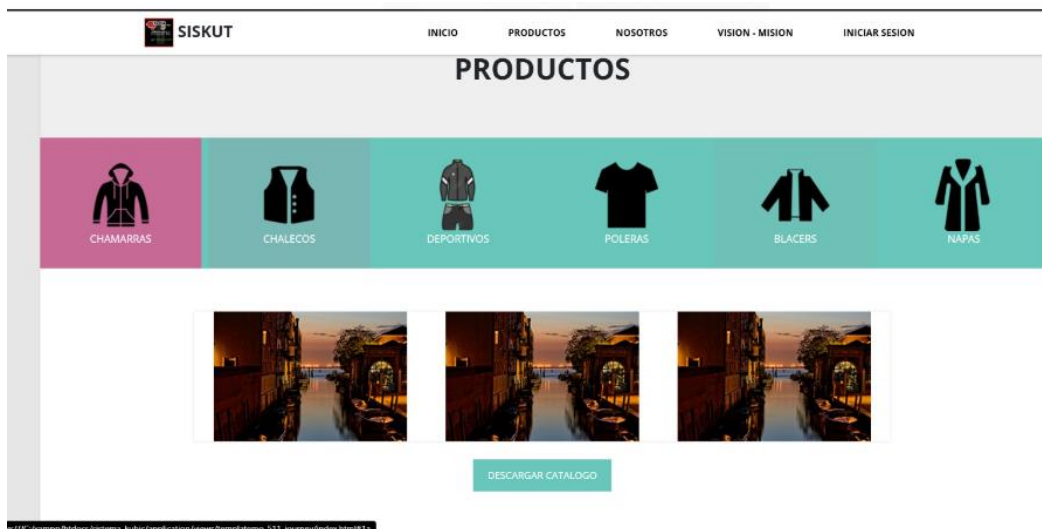 SISKUT
INICIO PRODUCTOS NOSOTROS VISION - MISION INICIAR SESION
PRODUCTOS
CHAMARRAS CHALECOS DEPORTIVOS POLERAS BLACERS NAPAS
DESCARGAR CATALOGO